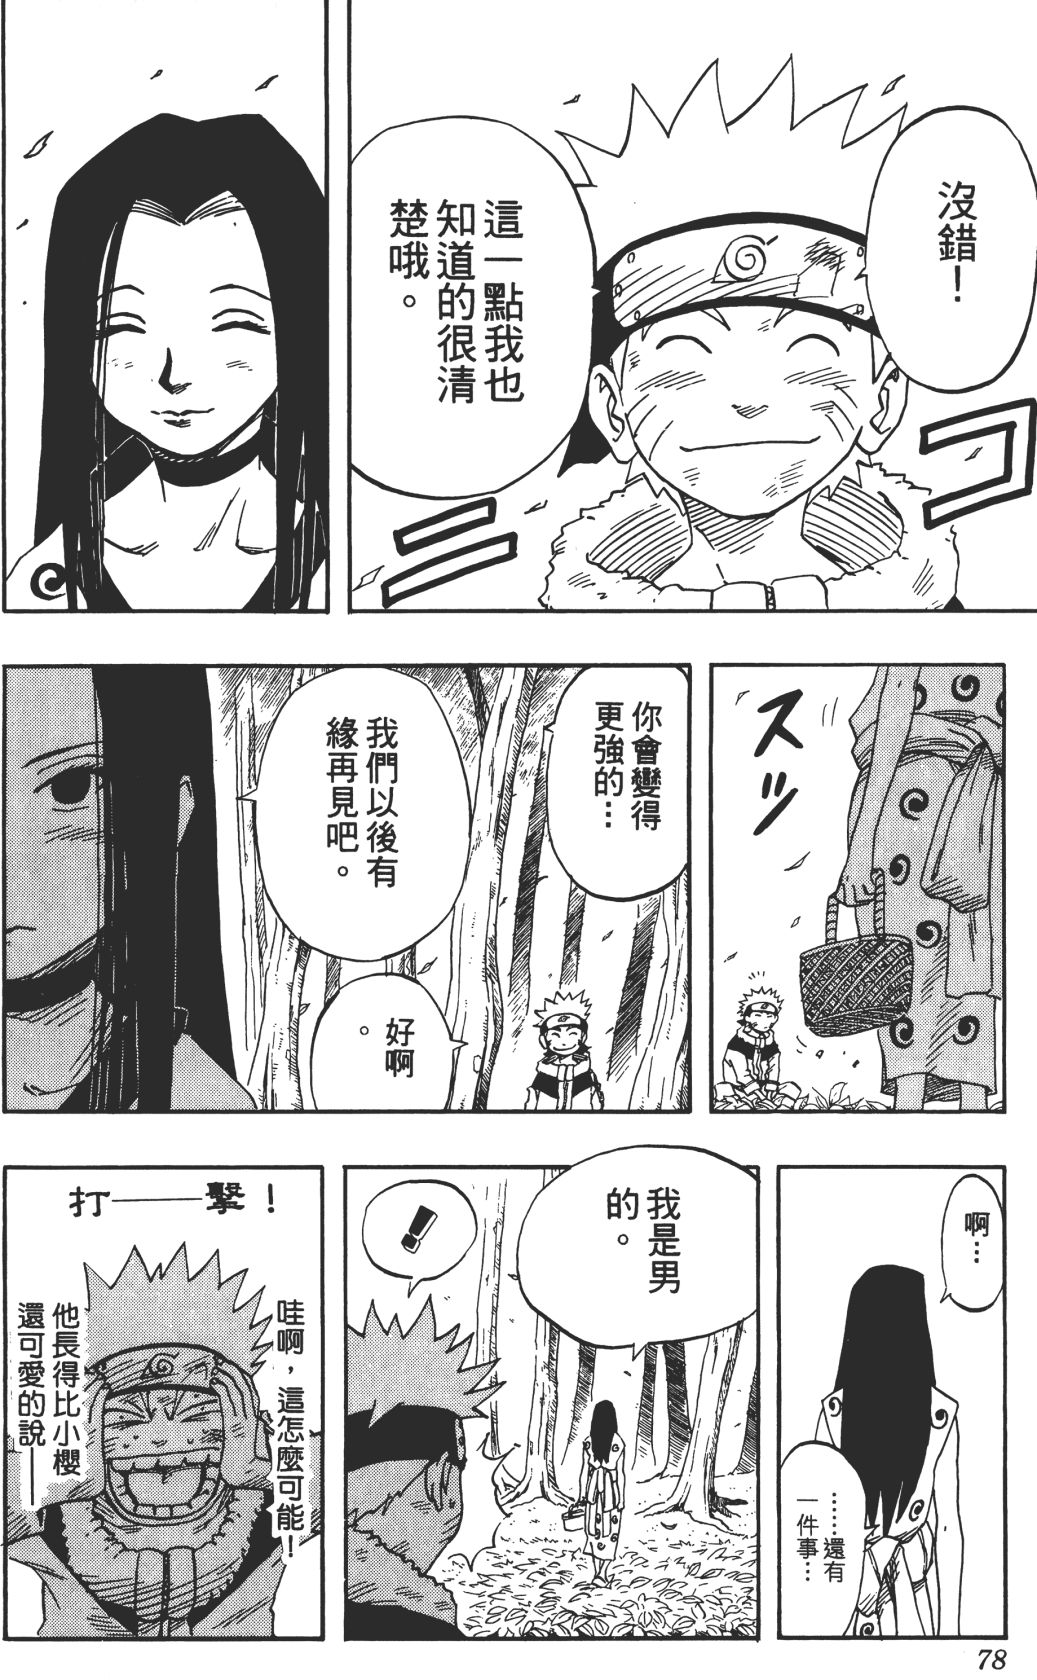 沒錯！
這一點我也
知道的很清
楚哦。
ニコ
スッ
你會變得
更強的…
我們以後有
緣再見吧。
好啊
。
啊…
……還有
一件事…
我是男
的。
！
打——擊！
哇啊，這怎麼可能！
他長得比小櫻
還可愛的說——
78